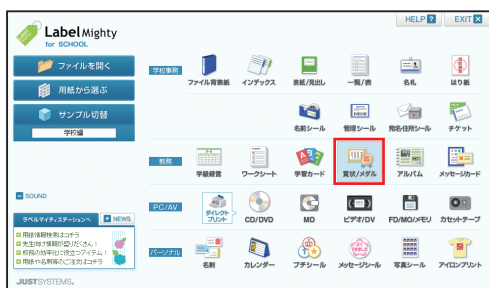 HELP ? EXIT X
Label Mighty
for SCHOOL
ファイルを開く
用紙から選ぶ
サンプル切替
学校編
学校事務
ファイル背表紙 インデックス 表紙/見出し 一覧/表 名札 はり紙
名前シール 管理シール 宛名・住所シール チケット
教務
学級経営 ワークシート 学習カード 賞状/メダル アルバム メッセージカード
SOUND
PC/AV
ダイレクト
プリント
CD/DVD MD ビデオ/DV FD/MO/メモリ カセットテープ
ラベルマイティステーションへ NEWS
用紙情報検索はコチラ
先生向け情報が盛りだくさん！
校務の効率化に役立つアイテム！
用紙や名刺等のご注文はコチラ
パーソナル
名刺 カレンダー プチシール メッセージシール 写真シール アイロンプリント
JUSTSYSTEMS.